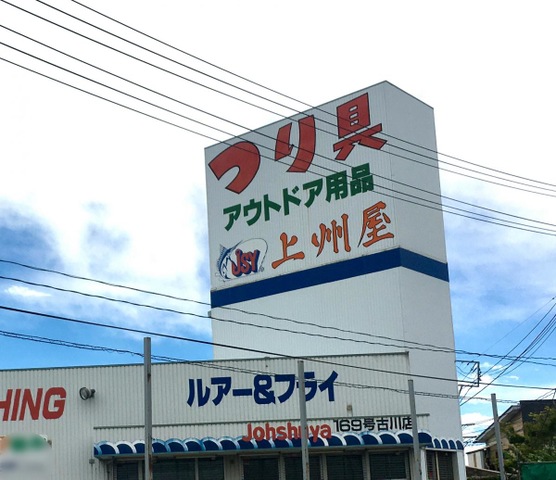 つり具
アウトドア用品
JSY 上州屋
HING
ルアー&フライ
Johshuya 169号古川店